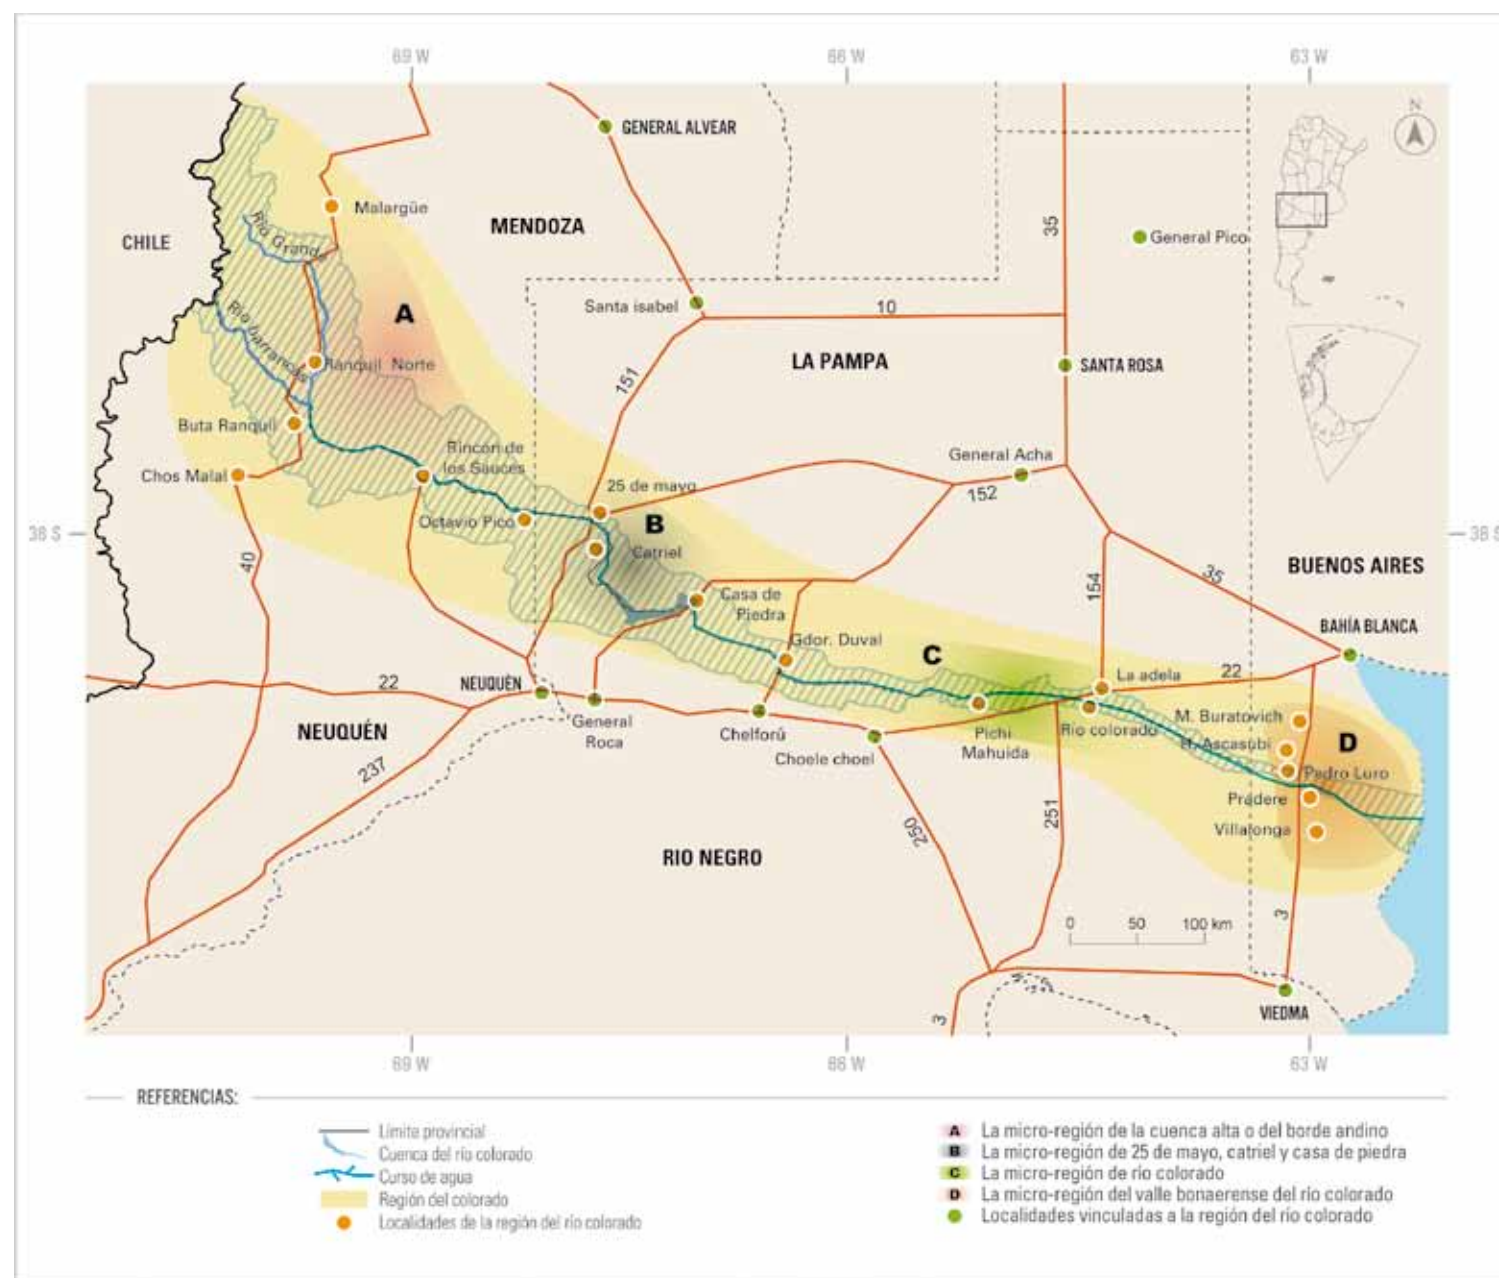 69 W
66 W
63 W
N
GENERAL ALVEAR
Malargüe
MENDOZA
35
General Pico
CHILE
Río Grande
Santa isabel
10
A
Río barrancas
Ranquil Norte
LA PAMPA
SANTA ROSA
151
Buta Ranquil
Rincón de
los Sauces
General Acha
Chos Malal
25 de mayo
152
Octavio Pico
B
38 S
38 S
Catriel
40
35
BUENOS AIRES
154
Casa de
Piedra
BAHÍA BLANCA
Gdor. Duval
C
La adela
22
22
NEUQUÉN
General
Roca
M. Buratovich
NEUQUÉN
Chelforú
Choele choel
Pichi
Mahuida
Río colorado
H. Ascasubi
D
Pedro Luro
237
Pradere
Villalonga
250
251
RIO NEGRO
0 50 100 km
3
3
VIEDMA
69 W
66 W
63 W
REFERENCIAS:
Límite provincial
Cuenca del río colorado
Curso de agua
Región del colorado
Localidades de la región del río colorado
A La micro-región de la cuenca alta o del borde andino
B La micro-región de 25 de mayo, catriel y casa de piedra
C La micro-región de río colorado
D La micro-región del valle bonaerense del río colorado
Localidades vinculadas a la región del río colorado